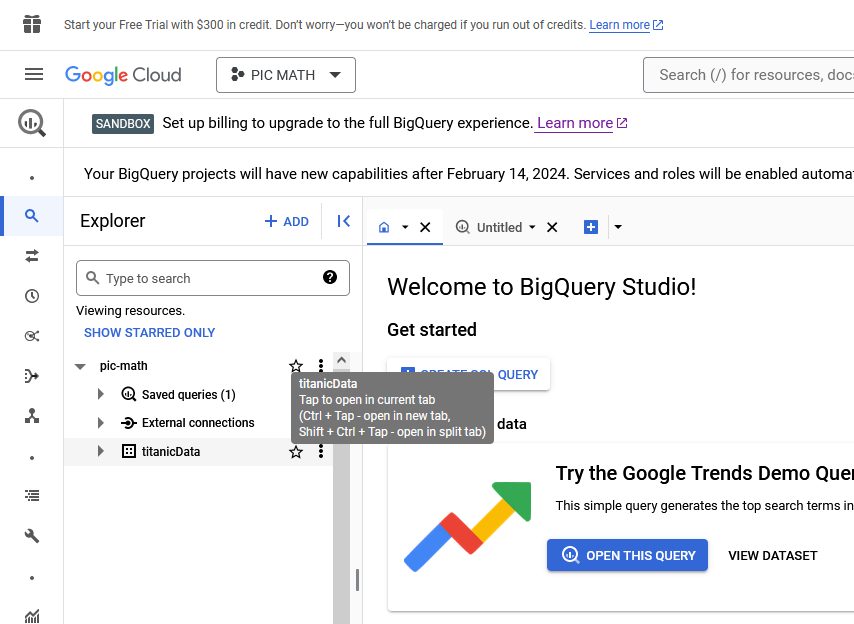 Start your Free Trial with $300 in credit. Don't worry—you won't be charged if you run out of credits. Learn more
Google Cloud
PIC MATH
Search (/) for resources, doc
SANDBOX Set up billing to upgrade to the full BigQuery experience. Learn more
Your BigQuery projects will have new capabilities after February 14, 2024. Services and roles will be enabled automa
Explorer
+ ADD
Untitled
Type to search
Viewing resources.
SHOW STARRED ONLY
pic-math
Saved queries (1)
External connections
titanicData
titanicData
Tap to open in current tab
(Ctrl + Tap - open in new tab,
Shift + Ctrl + Tap - open in split tab)
Welcome to BigQuery Studio!
Get started
QUERY
data
Try the Google Trends Demo Quer
This simple query generates the top search terms in
OPEN THIS QUERY
VIEW DATASET